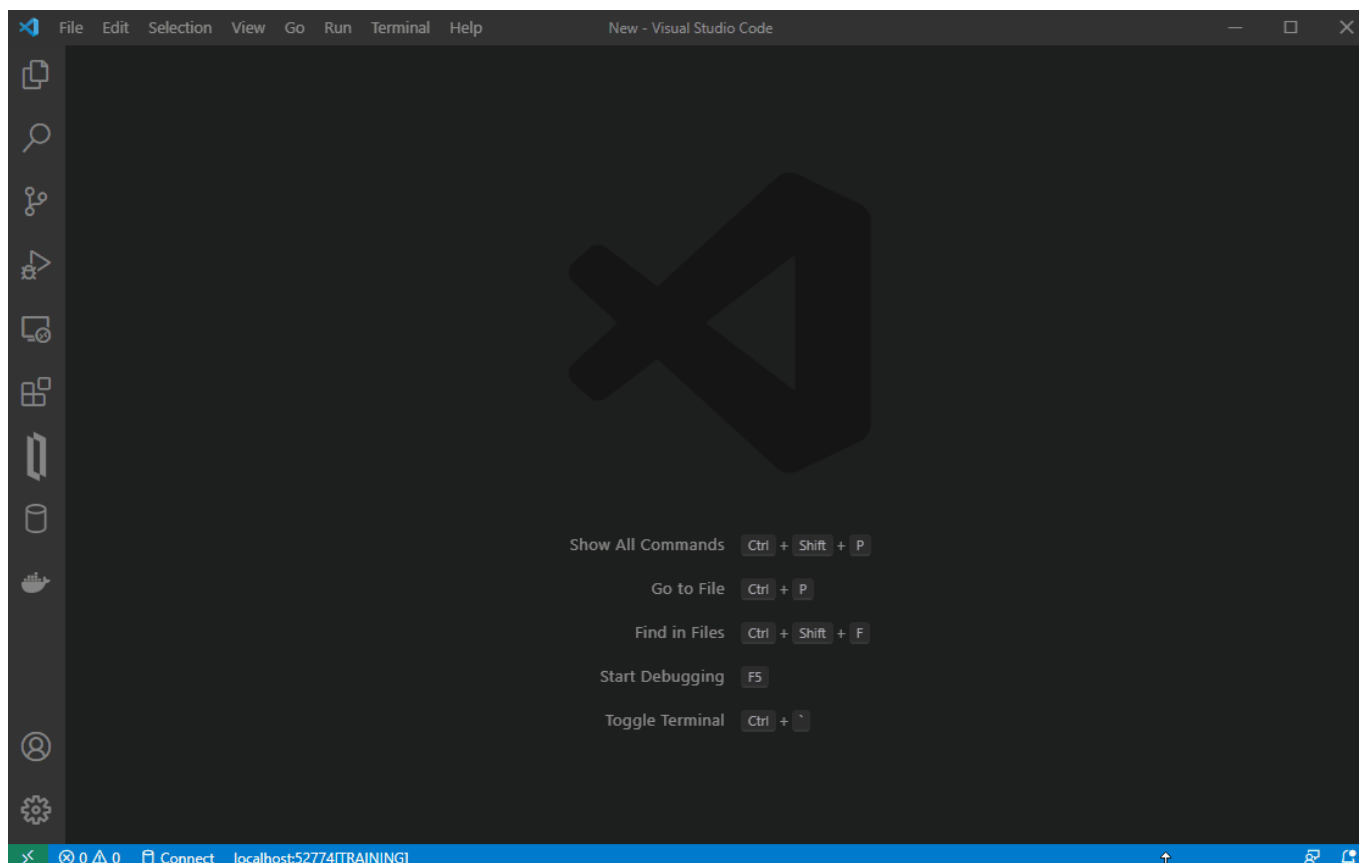 File Edit Selection View Go Run Terminal Help New - Visual Studio Code
Show All Commands Ctrl + Shift + P
Go to File Ctrl + P
Find in Files Ctrl + Shift + F
Start Debugging F5
Toggle Terminal Ctrl + `
0 0 Connect localhost:52774[TRAINING]